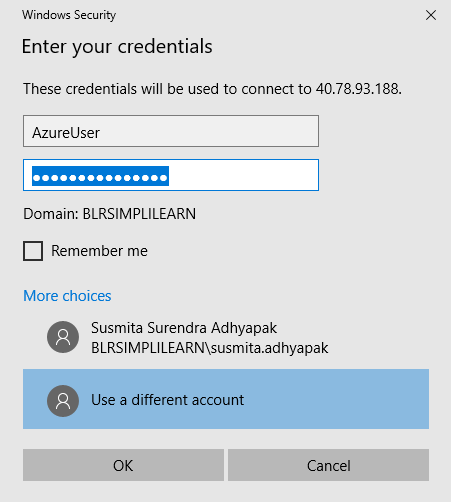 Windows Security
Enter your credentials
These credentials will be used to connect to 40.78.93.188.
AzureUser
●●●●●●●●●●●●●●
Domain: BLRSIMPLILEARN
Remember me
More choices
Susmita Surendra Adhyapak
BLRSIMPLILEARN\susmita.adhyapak
Use a different account
OK
Cancel